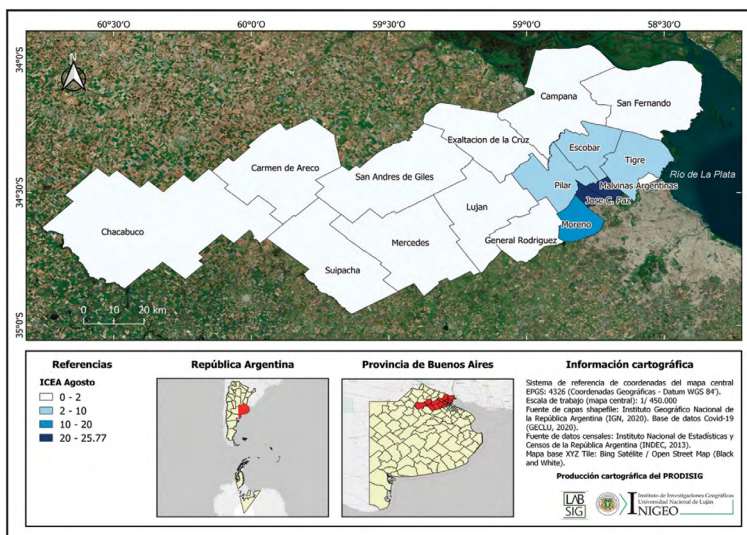 60°30'S
60°0'S
59°30'S
59°0'S
58°30'S
34°0'S
34°30'S
35°0'S
N
Campana
San Fernando
Exaltacion de la Cruz
Escobar
Tigre
Carmen de Areco
San Andres de Giles
Río de La Plata
Pilar
Malvinas Argentinas
Jose C. Paz
Lujan
Moreno
Chacabuco
Mercedes
General Rodriguez
Suipacha
0 10 20 km
Referencias
ICEA Agosto
0 - 2
2 - 10
10 - 20
20 - 25.77
República Argentina
Provincia de Buenos Aires
Información cartográfica
Sistema de referencia de coordenadas del mapa central
EPGS: 4326 (Coordenadas Geográficas - Datum WGS 84').
Escala de trabajo (mapa central): 1/ 450.000
Fuente de capas shapefile: Instituto Geográfico Nacional de
la República Argentina (IGN, 2020). Base de datos Covid-19
(GECLU, 2020).
Fuente de datos censales: Instituto Nacional de Estadísticas y
Censos de la República Argentina (INDEC, 2013).
Mapa base XYZ Tile: Bing Satélite / Open Street Map (Black
and White).
Producción cartográfica del PRODISIG
LAB
SIG
Instituto de Investigaciones Geográficas
Universidad Nacional de Luján
INIGEO